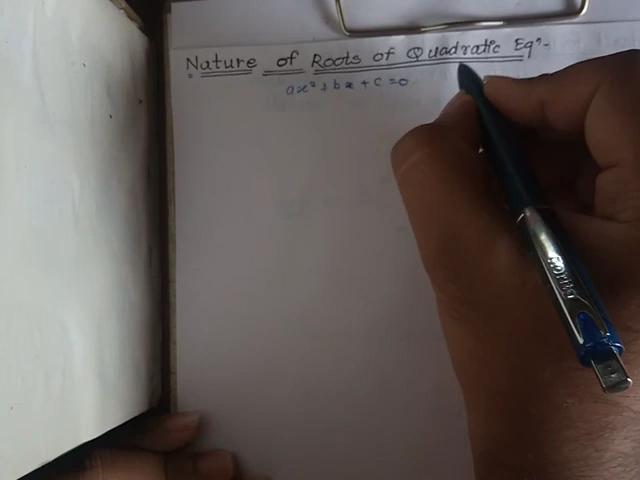 Nature of Roots of Quadratic Eqⁿ-
ax² + bx + c = 0